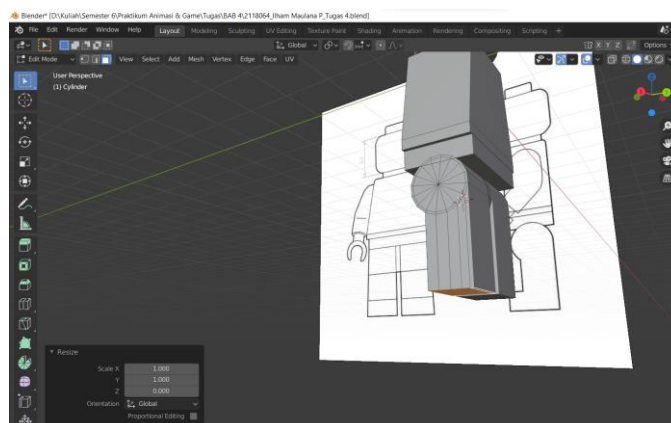 Blender* [D:\Kuliah\Semester 6\Praktikum Animasi & Game\Tugas\BAB 4\2118064_Ilham Maulana P_Tugas 4.blend]
File Edit Render Window Help Layout Modeling Sculpting UV Editing Texture Paint Shading Animation Rendering Compositing Scripting +
Global X Y Z Options
Edit Mode View Select Add Mesh Vertex Edge Face UV
User Perspective
(1) Cylinder
Resize
Scale X 1.000
Y 1.000
Z 0.000
Orientation Global
Proportional Editing